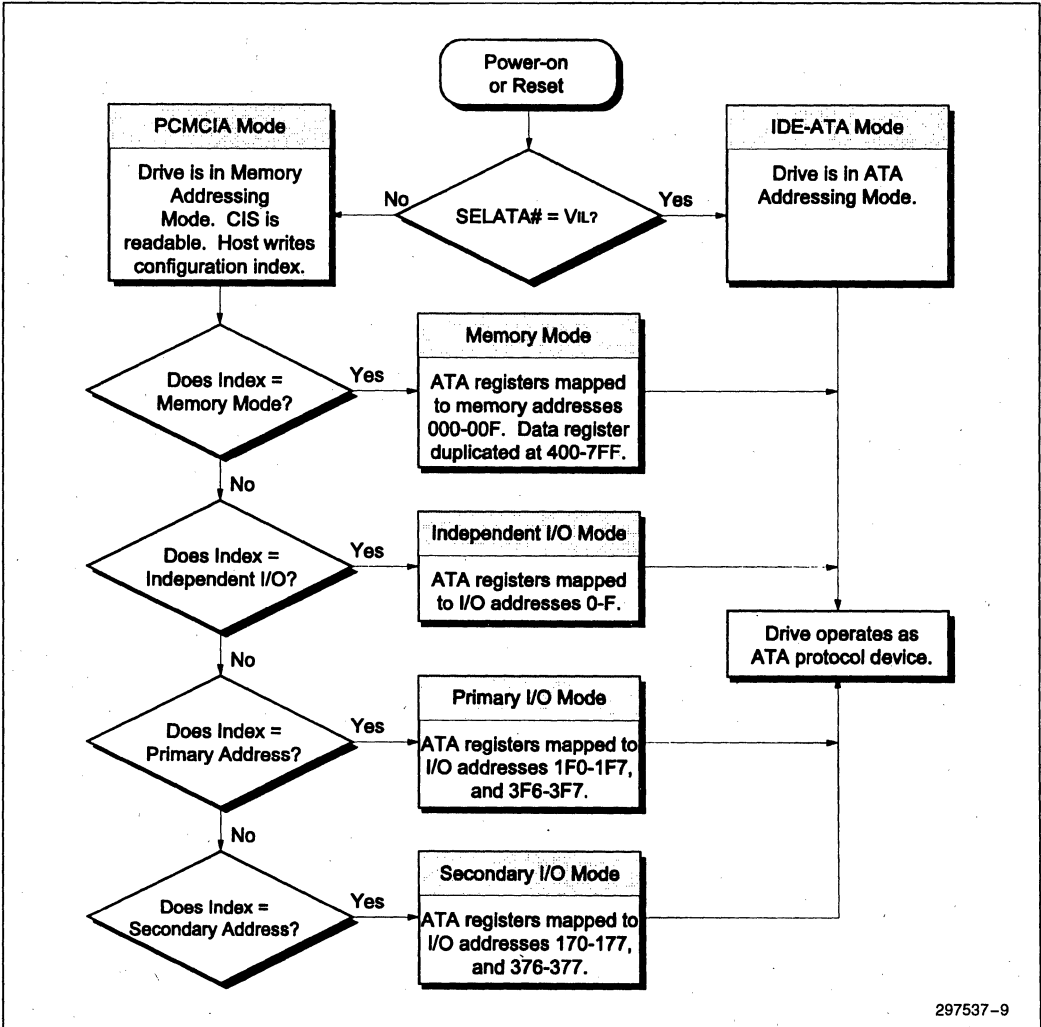 Power-on
or Reset
PCMCIA Mode
Drive is in Memory
Addressing
Mode. CIS is
readable. Host writes
configuration index.
No
SELATA# = VIL?
Yes
IDE-ATA Mode
Drive is in ATA
Addressing Mode.
Does Index =
Memory Mode?
Yes
Memory Mode
ATA registers mapped
to memory addresses
000-00F. Data register
duplicated at 400-7FF.
No
Does Index =
Independent I/O?
Yes
Independent I/O Mode
ATA registers mapped
to I/O addresses 0-F.
Drive operates as
ATA protocol device.
No
Does Index =
Primary Address?
Yes
Primary I/O Mode
ATA registers mapped to
I/O addresses 1F0-1F7,
and 3F6-3F7.
No
Does Index =
Secondary Address?
Yes
Secondary I/O Mode
ATA registers mapped to
I/O addresses 170-177,
and 376-377.
297537-9